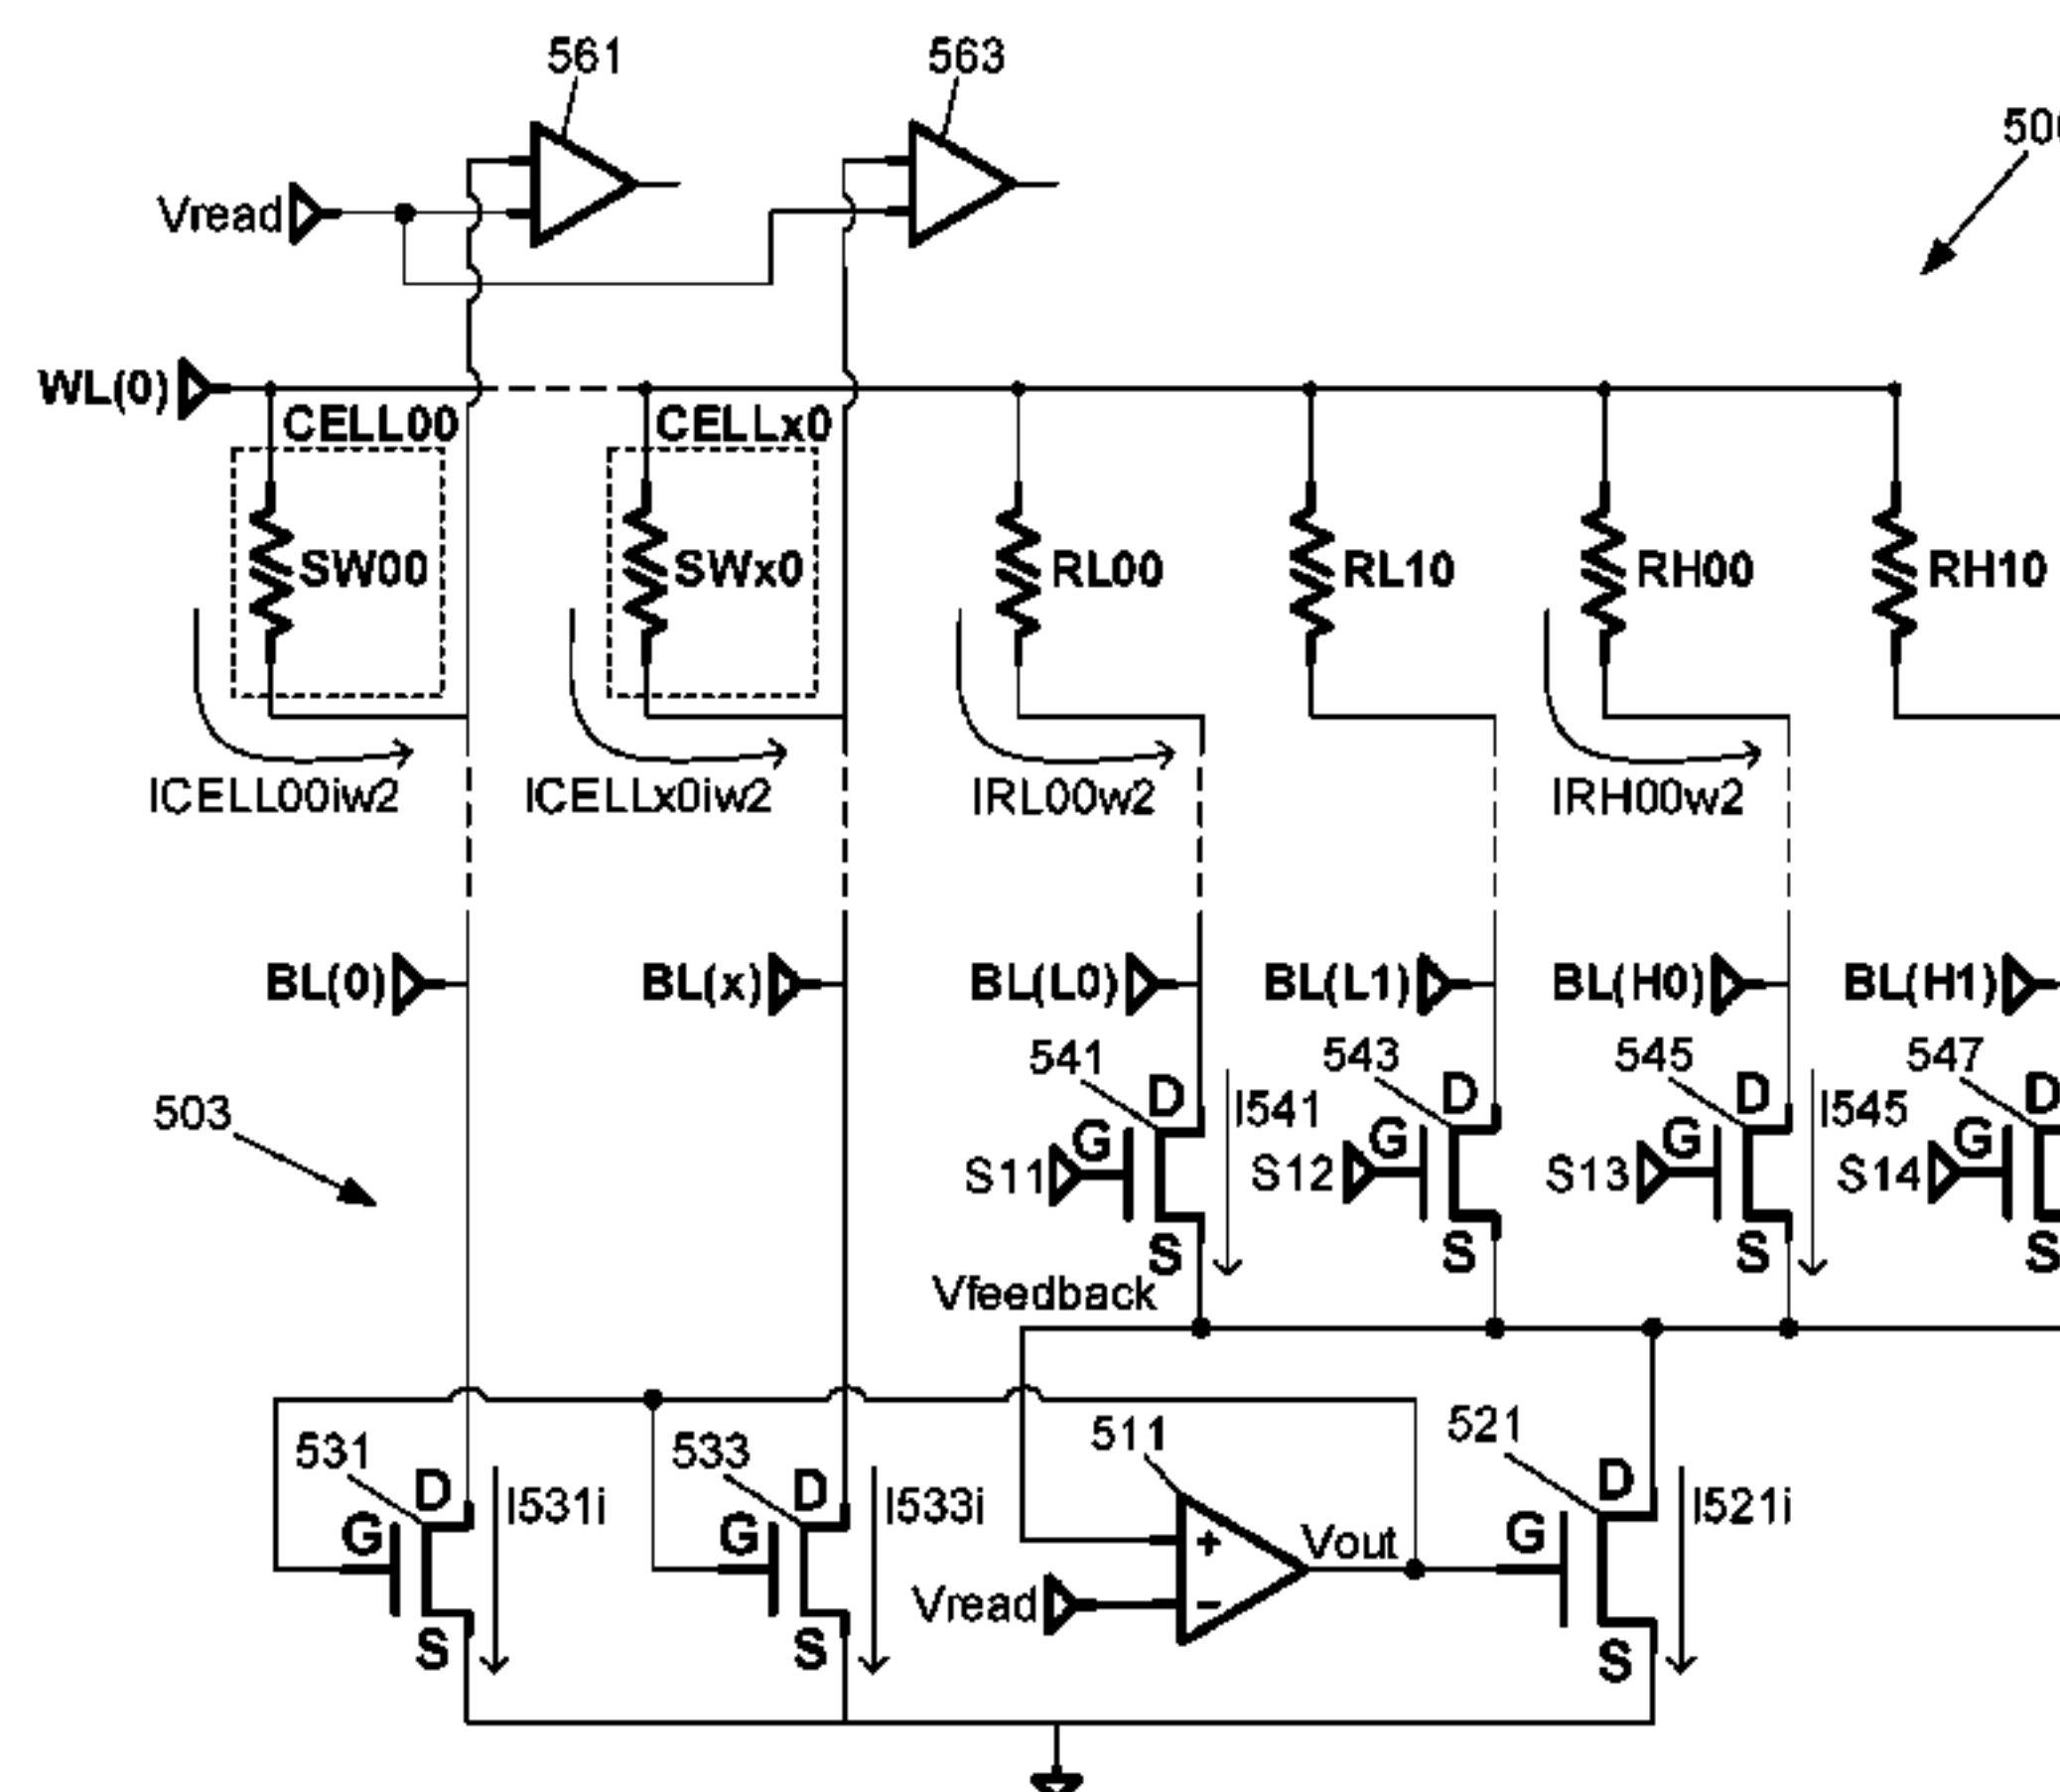 561
563
50
Vread
WL(0)
CELL00
CELLx0
SW00
SWx0
RL00
RL10
RH00
RH10
ICELL00iw2
ICELLx0iw2
IRL00w2
IRH00w2
BL(0)
BL(x)
BL(L0)
BL(L1)
BL(H0)
BL(H1)
541
543
545
547
503
D
D
D
D
I541
I545
G
G
G
G
S11
S12
S13
S14
S
S
S
S
Vfeedback
531
533
511
521
D
D
D
I531i
I533i
I521i
G
G
+
Vout
G
Vread
−
S
S
S